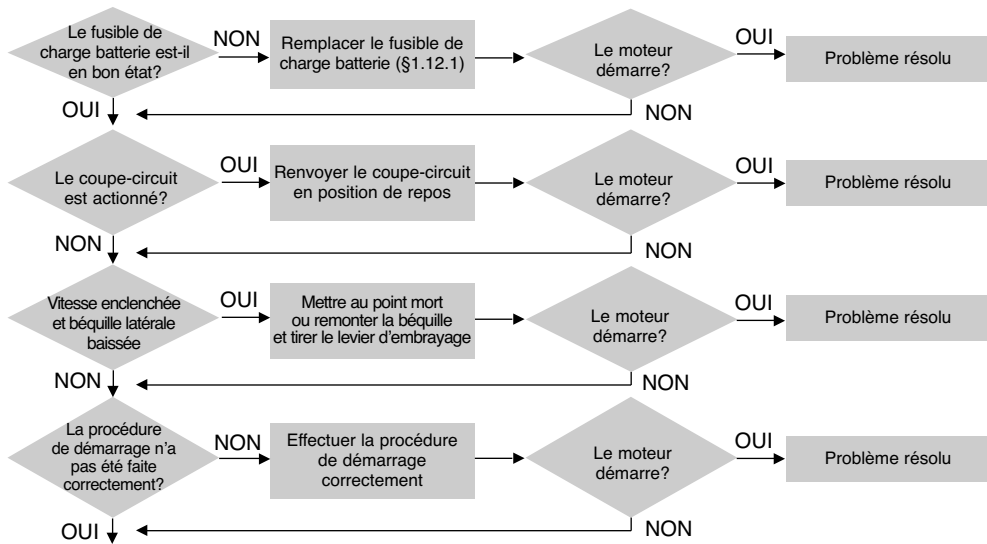 Le fusible de
charge batterie est-il
en bon état?
NON
Remplacer le fusible de
charge batterie (§1.12.1)
Le moteur
démarre?
OUI
Problème résolu
OUI
NON
Le coupe-circuit
est actionné?
OUI
Renvoyer le coupe-circuit
en position de repos
Le moteur
démarre?
OUI
Problème résolu
NON
NON
Vitesse enclenchée
et béquille latérale
baissée
OUI
Mettre au point mort
ou remonter la béquille
et tirer le levier d'embrayage
Le moteur
démarre?
OUI
Problème résolu
NON
NON
La procédure
de démarrage n'a
pas été faite
correctement?
NON
Effectuer la procédure
de démarrage
correctement
Le moteur
démarre?
OUI
Problème résolu
OUI
NON